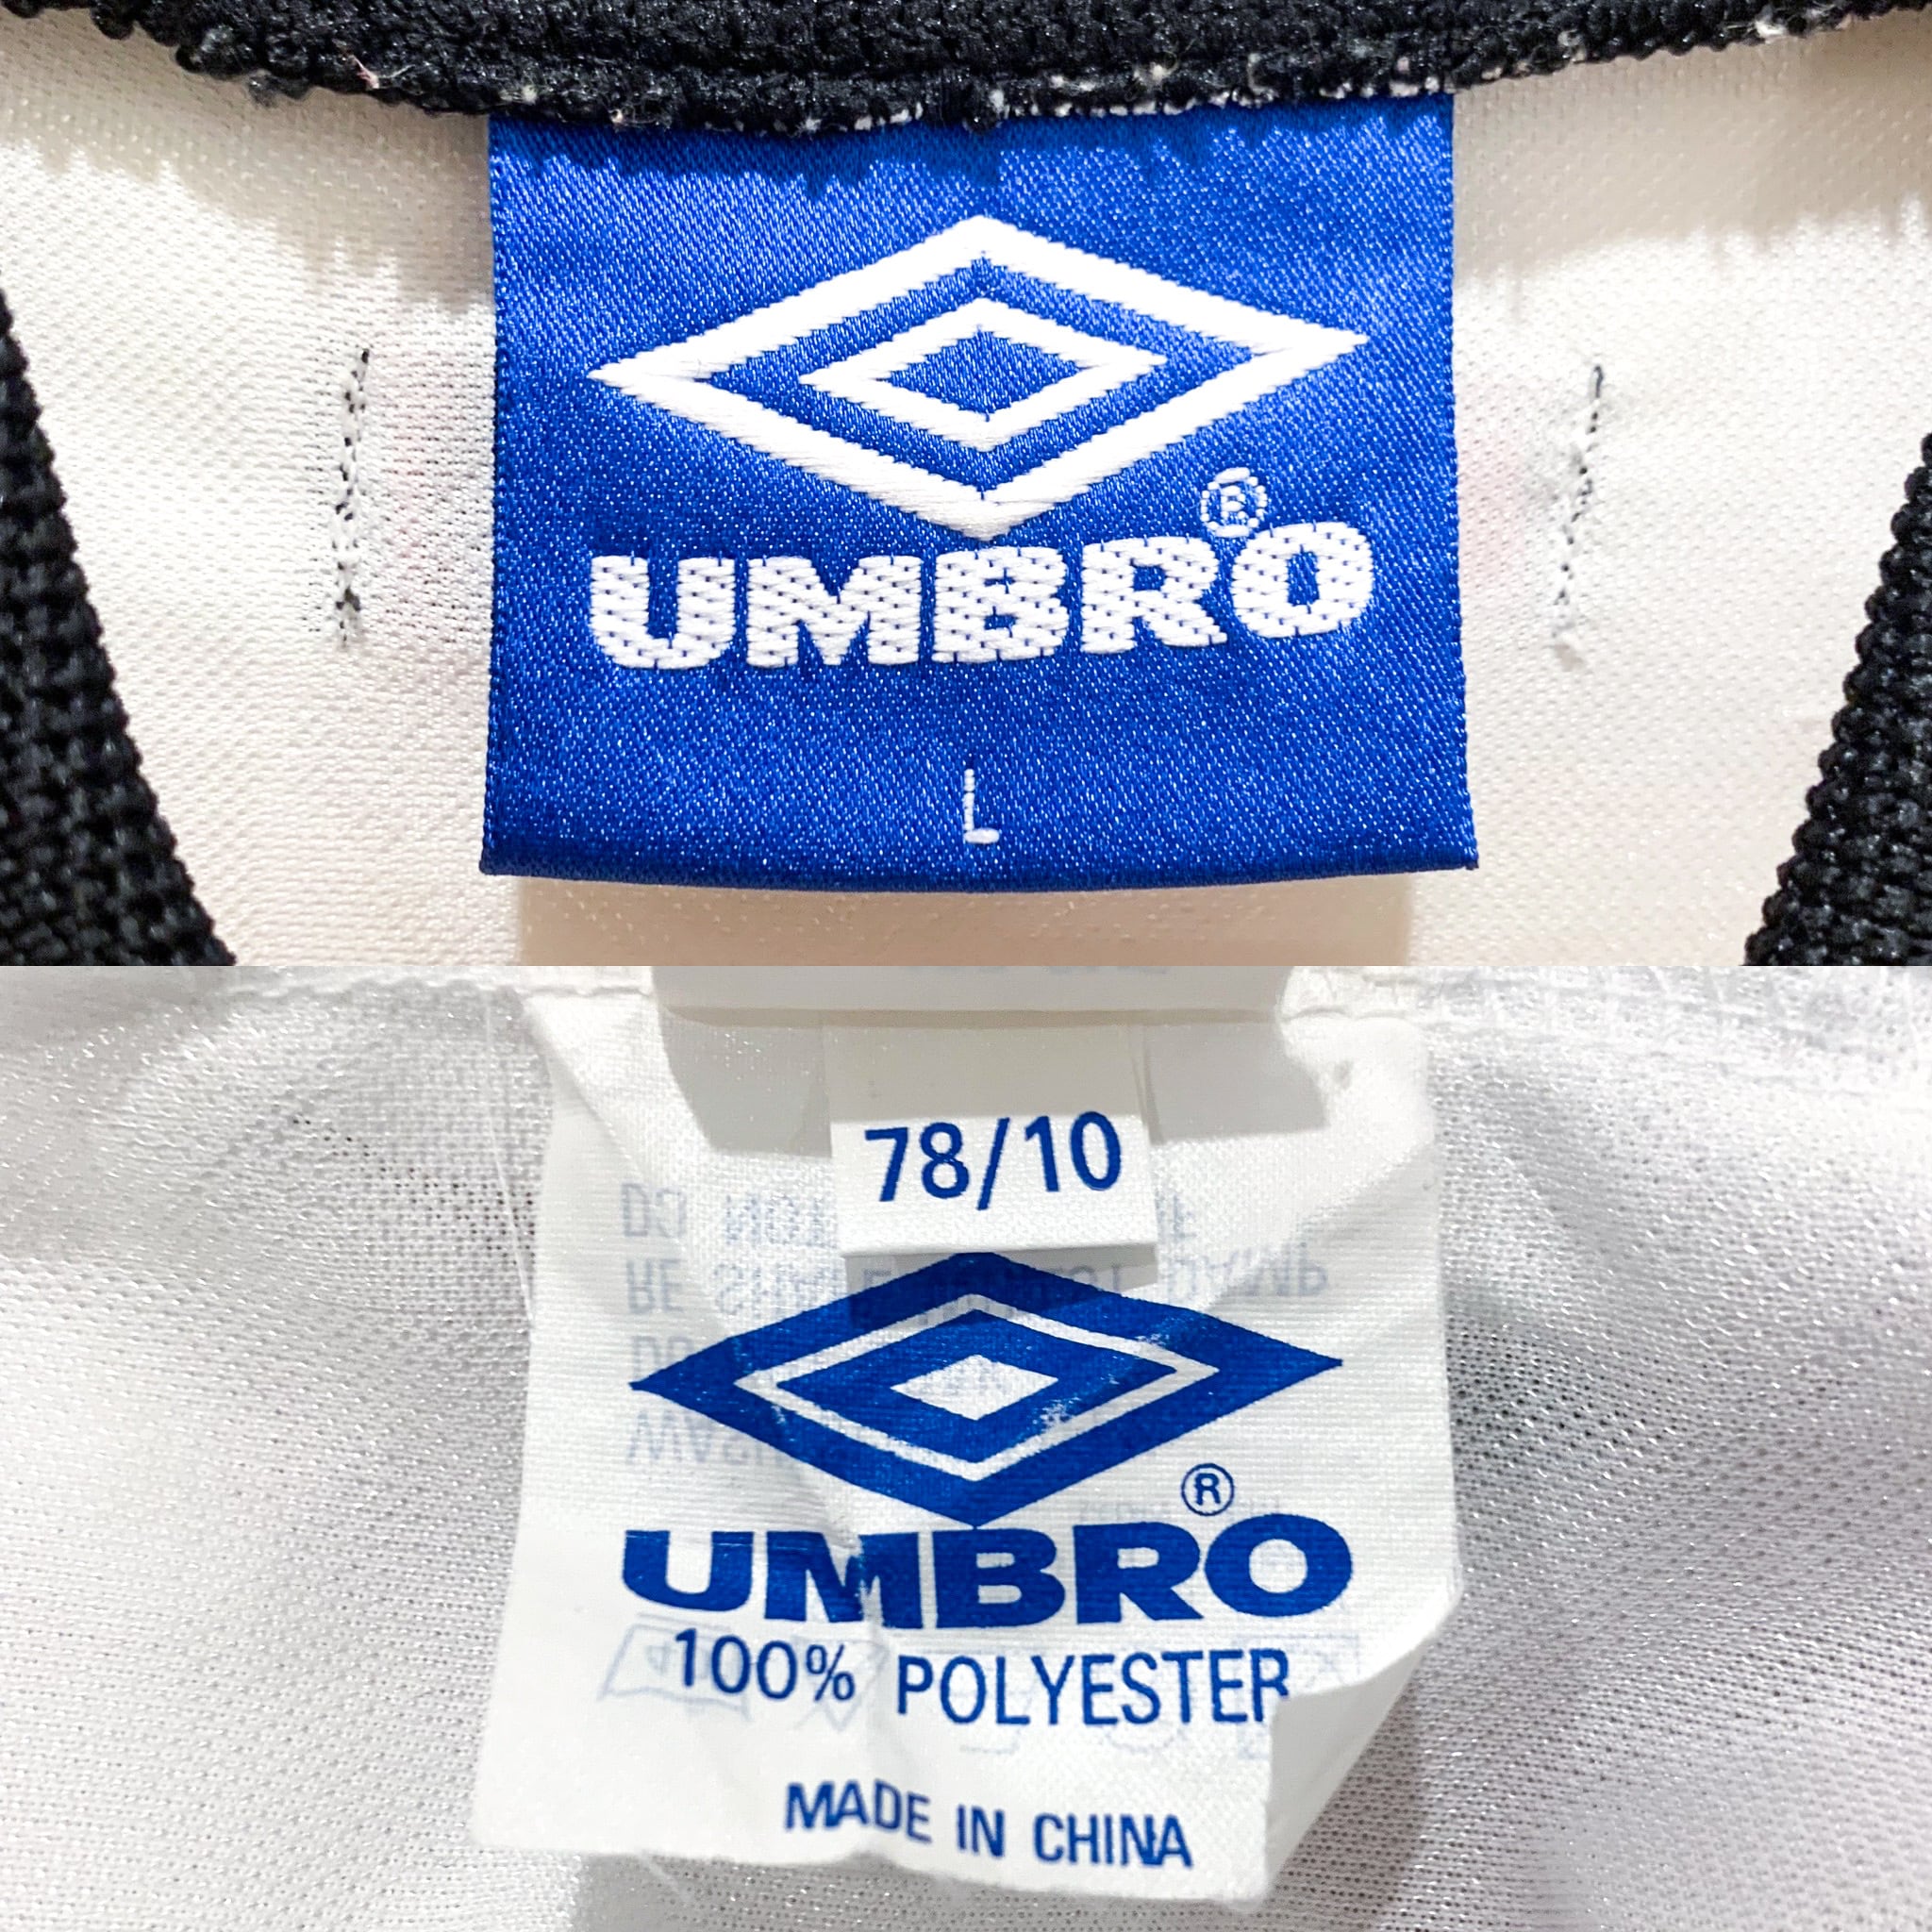 ®
UMBRO
L
78/10
®
UMBRO
100% POLYESTER
MADE IN CHINA